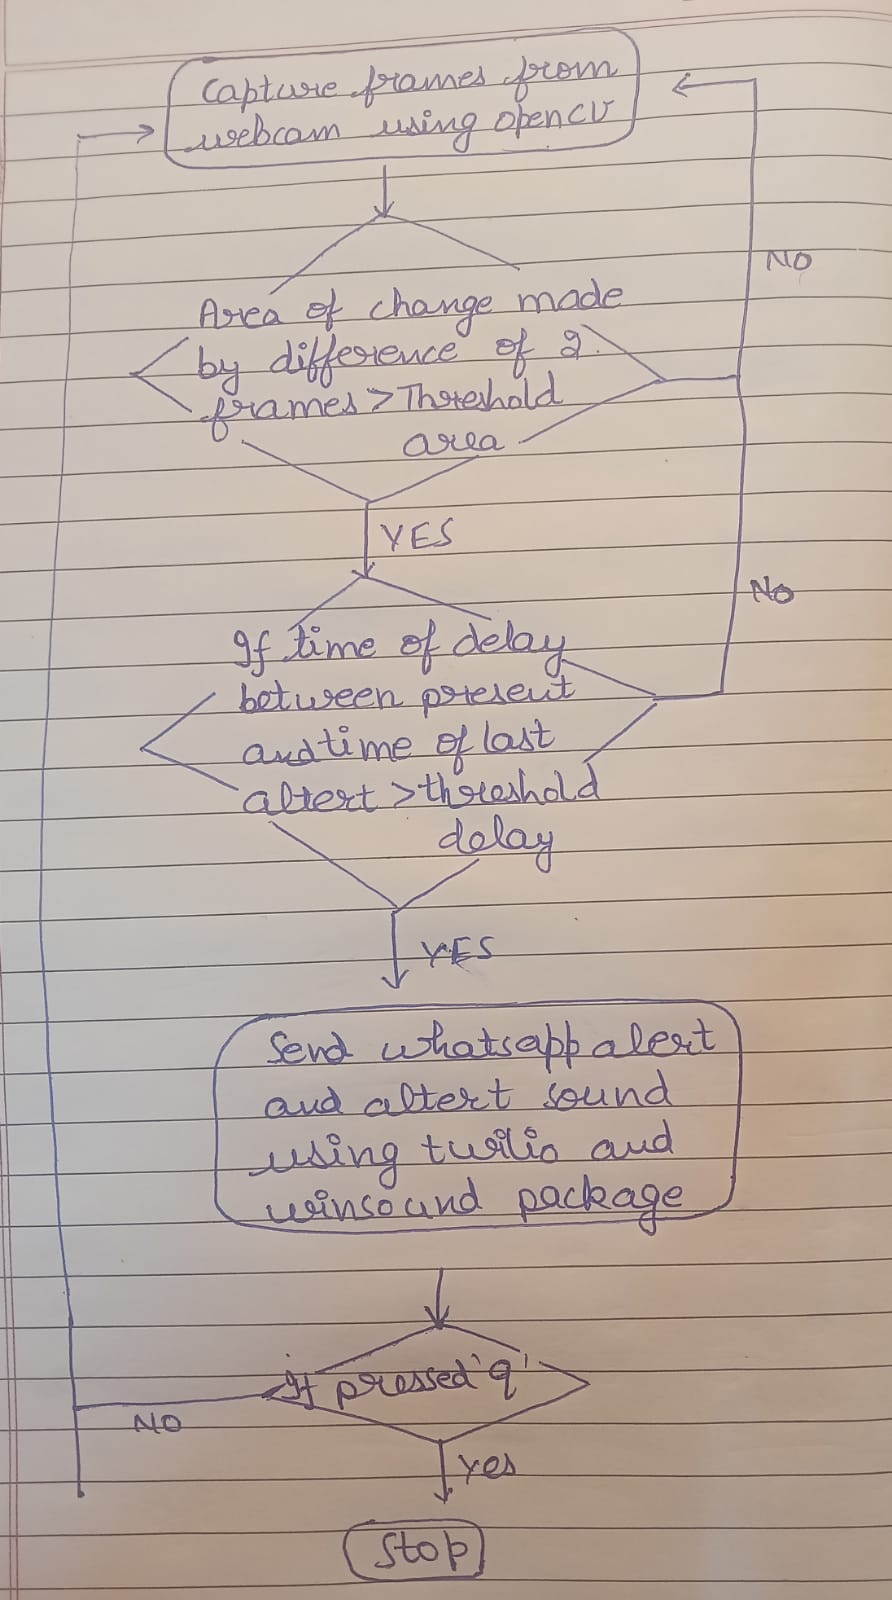 Capture frames from
webcam using opencv
NO
Area of change made
by difference of 2
frames > Threshold
area
YES
NO
If time of delay
between present
and time of last
altert > threshold
delay
YES
Send whatsapp alert
and altert sound
using twilio and
winsound package
If pressed 'q'
NO
Yes
Stop